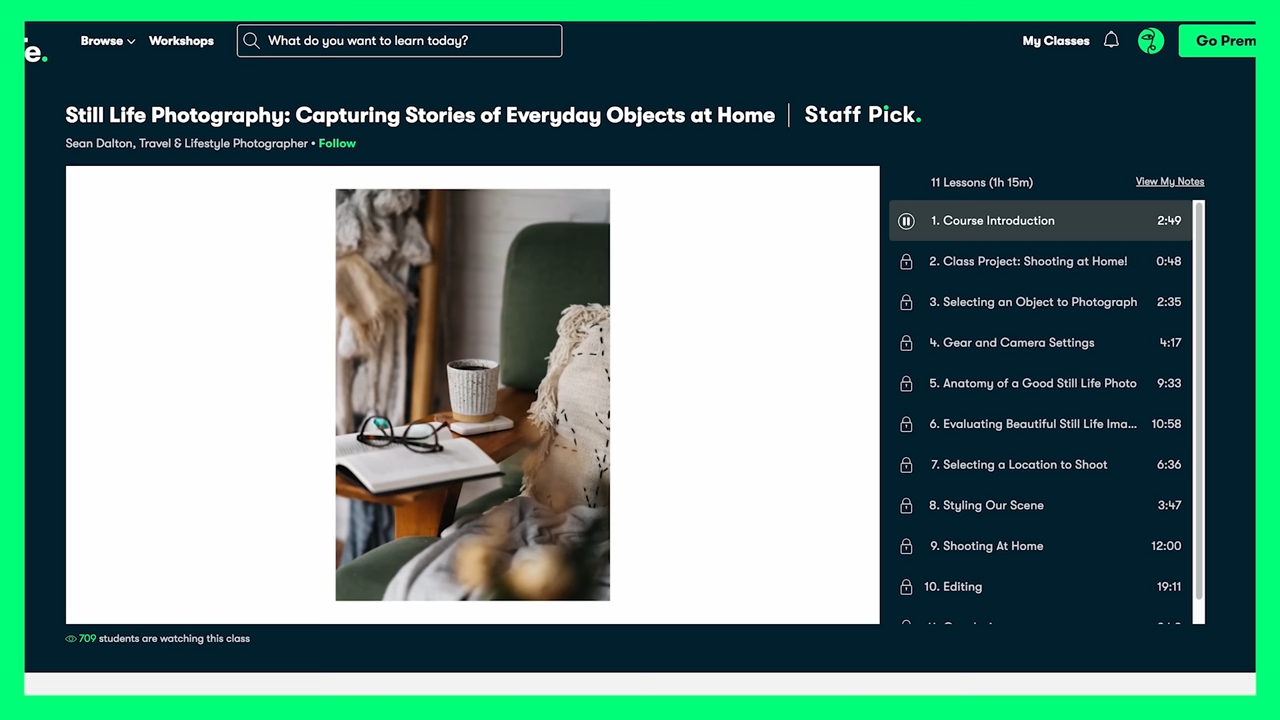 e.
Browse
Workshops
What do you want to learn today?
My Classes
Go Prem
Still Life Photography: Capturing Stories of Everyday Objects at Home
Staff Pick.
Sean Dalton, Travel & Lifestyle Photographer • Follow
11 Lessons (1h 15m)
View My Notes
1. Course Introduction 2:49
2. Class Project: Shooting at Home! 0:48
3. Selecting an Object to Photograph 2:35
4. Gear and Camera Settings 4:17
5. Anatomy of a Good Still Life Photo 9:33
6. Evaluating Beautiful Still Life Ima... 10:58
7. Selecting a Location to Shoot 6:36
8. Styling Our Scene 3:47
9. Shooting At Home 12:00
10. Editing 19:11
709 students are watching this class